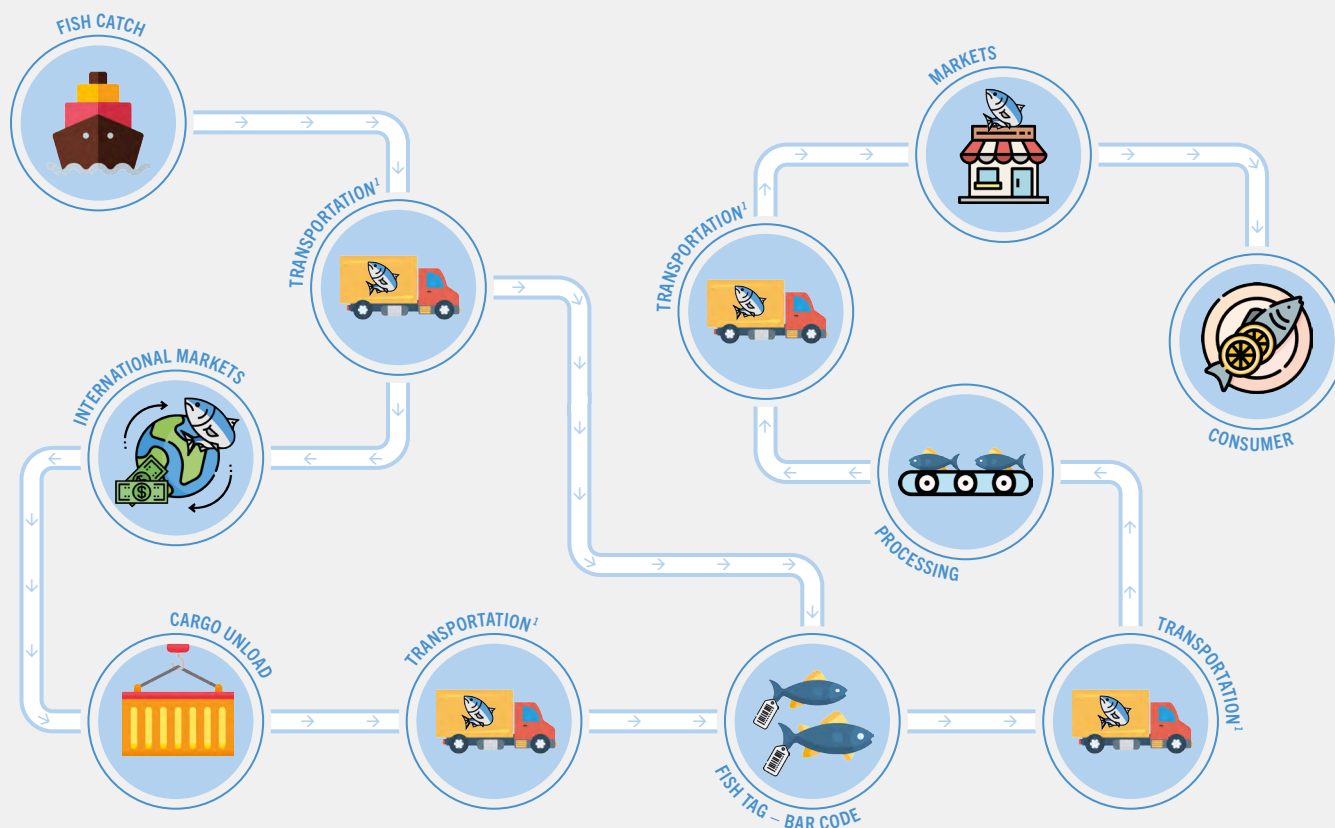 FISH CATCH
TRANSPORTATION¹
INTERNATIONAL MARKETS
CARGO UNLOAD
TRANSPORTATION¹
FISH TAG – BAR CODE
TRANSPORTATION¹
PROCESSING
TRANSPORTATION¹
MARKETS
CONSUMER